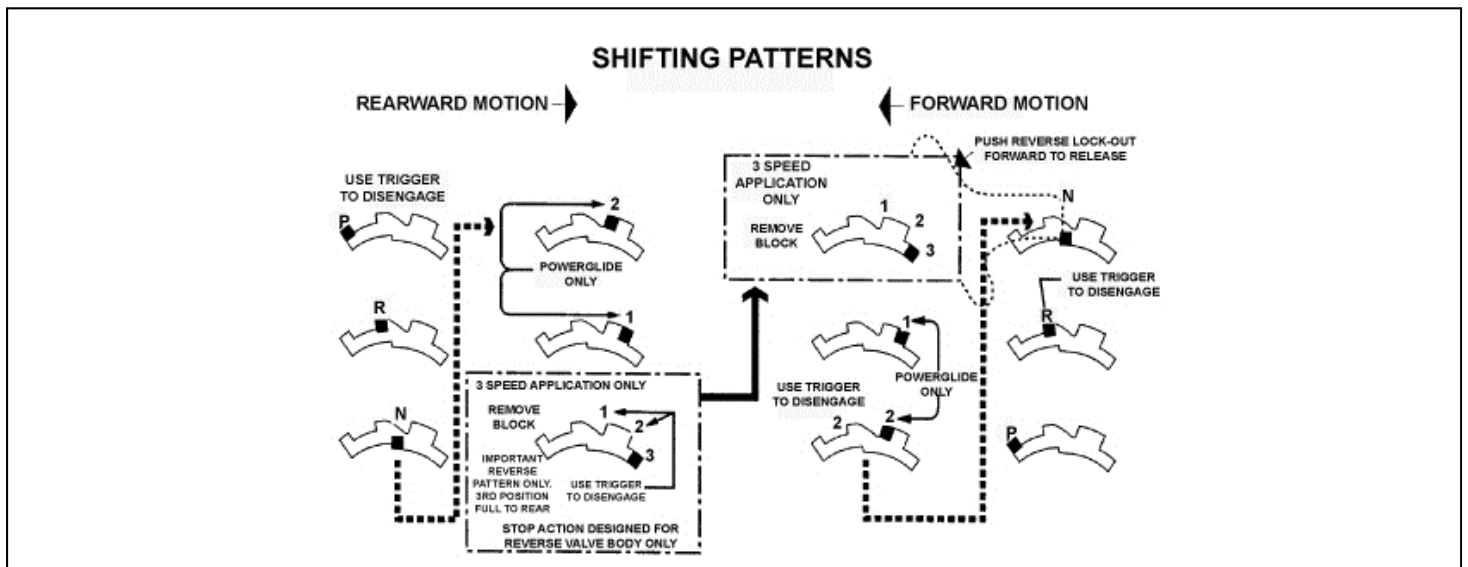 SHIFTING PATTERNS
REARWARD MOTION
USE TRIGGER
TO DISENGAGE
P
R
N
2
POWERGLIDE
ONLY
1
3 SPEED APPLICATION ONLY
REMOVE
BLOCK
1
2
3
IMPORTANT
REVERSE
PATTERN ONLY.
3RD POSITION
FULL TO REAR
USE TRIGGER
TO DISENGAGE
STOP ACTION DESIGNED FOR
REVERSE VALVE BODY ONLY
FORWARD MOTION
3 SPEED
APPLICATION
ONLY
REMOVE
BLOCK
1
2
3
1
POWERGLIDE
ONLY
USE TRIGGER
TO DISENGAGE
2
2
PUSH REVERSE LOCK-OUT
FORWARD TO RELEASE
N
USE TRIGGER
TO DISENGAGE
R
P